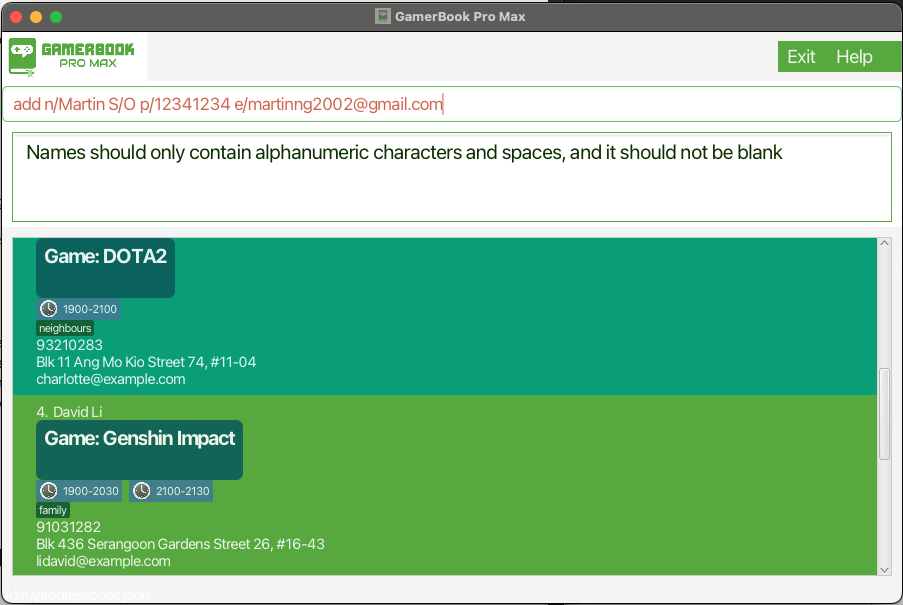 GamerBook Pro Max
GAMERBOOK
PRO MAX
Exit Help
add n/Martin S/O p/12341234 e/martinng2002@gmail.com
Names should only contain alphanumeric characters and spaces, and it should not be blank
Game: DOTA2
1900-2100
neighbours
93210283
Blk 11 Ang Mo Kio Street 74, #11-04
charlotte@example.com
4. David Li
Game: Genshin Impact
1900-2030 2100-2130
family
91031282
Blk 436 Serangoon Gardens Street 26, #16-43
lidavid@example.com
/data/addressbook.json